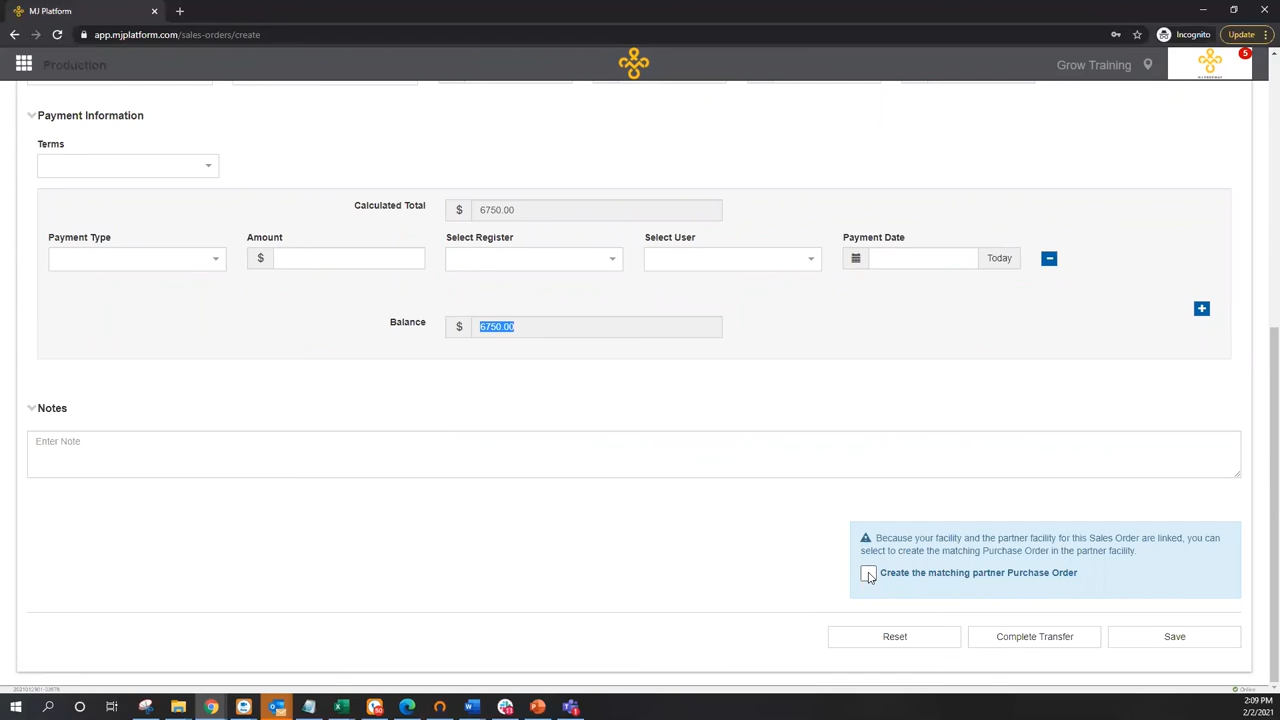 MJ Platform
app.mjplatform.com/sales-orders/create
Incognito
Update
Production
Grow Training
5
Payment Information
Terms
Calculated Total
$ 6750.00
Payment Type
Amount
Select Register
Select User
Payment Date
$
Today
Balance
$ 6750.00
Notes
Enter Note
Because your facility and the partner facility for this Sales Order are linked, you can
select to create the matching Purchase Order in the partner facility.
Create the matching partner Purchase Order
Reset
Complete Transfer
Save
Online
2:09 PM
2/2/2021